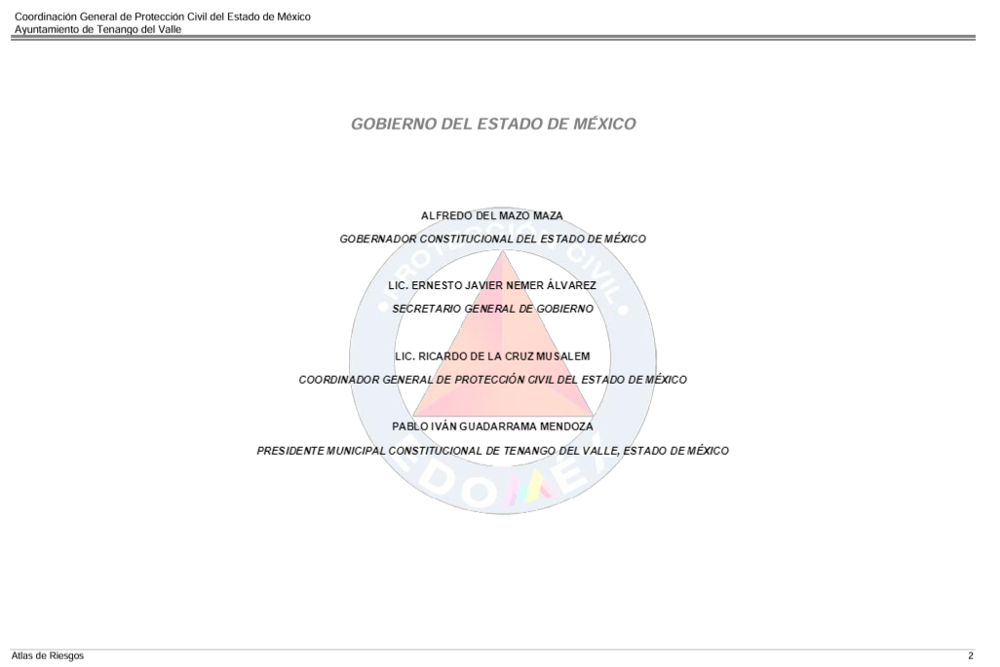 Coordinación General de Protección Civil del Estado de México
Ayuntamiento de Tenango del Valle
GOBIERNO DEL ESTADO DE MÉXICO
ALFREDO DEL MAZO MAZA
GOBERNADOR CONSTITUCIONAL DEL ESTADO DE MÉXICO
LIC. ERNESTO JAVIER NEMER ÁLVAREZ
SECRETARIO GENERAL DE GOBIERNO
LIC. RICARDO DE LA CRUZ MUSALEM
COORDINADOR GENERAL DE PROTECCIÓN CIVIL DEL ESTADO DE MÉXICO
PABLO IVÁN GUADARRAMA MENDOZA
PRESIDENTE MUNICIPAL CONSTITUCIONAL DE TENANGO DEL VALLE, ESTADO DE MÉXICO
•PROTECCIÓN CIVIL•
EDOMÉX
Atlas de Riesgos
2